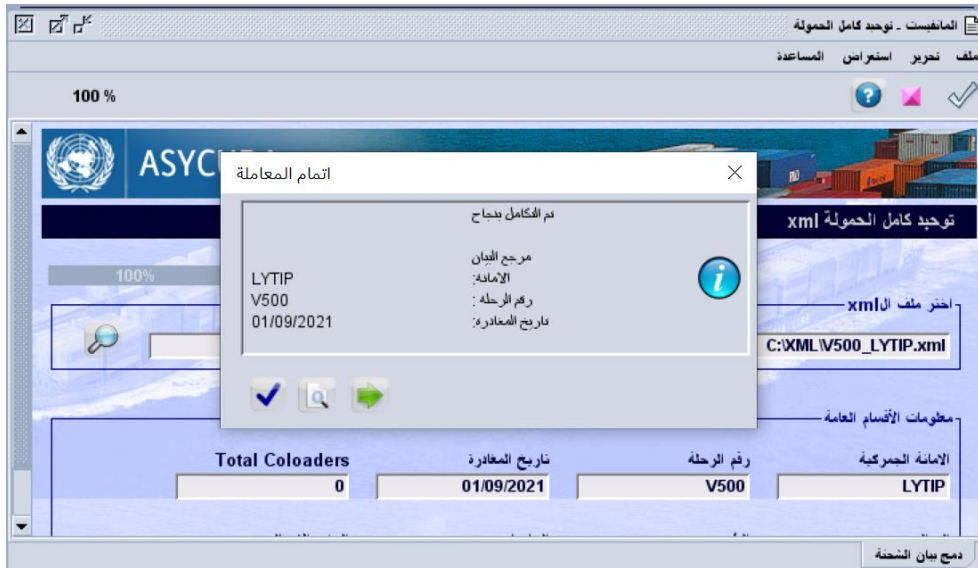 المانفيست - توحيد كامل الحمولة
ملف تحرير استعراض المساعدة
100 %
ASYC
اتمام المعاملة
توحيد كامل الحمولة xml
100%
تم التكامل بنجاح
مرجع البيان
الامانة: LYTIP
رقم الرحلة : V500
تاريخ المغادرة: 01/09/2021
اختر ملف الxml
C:\XML\V500_LYTIP.xml
معلومات الأقسام العامة
الامانة الجمركية رقم الرحلة تاريخ المغادرة Total Coloaders
LYTIP V500 01/09/2021 0
دمج بيان الشحنة